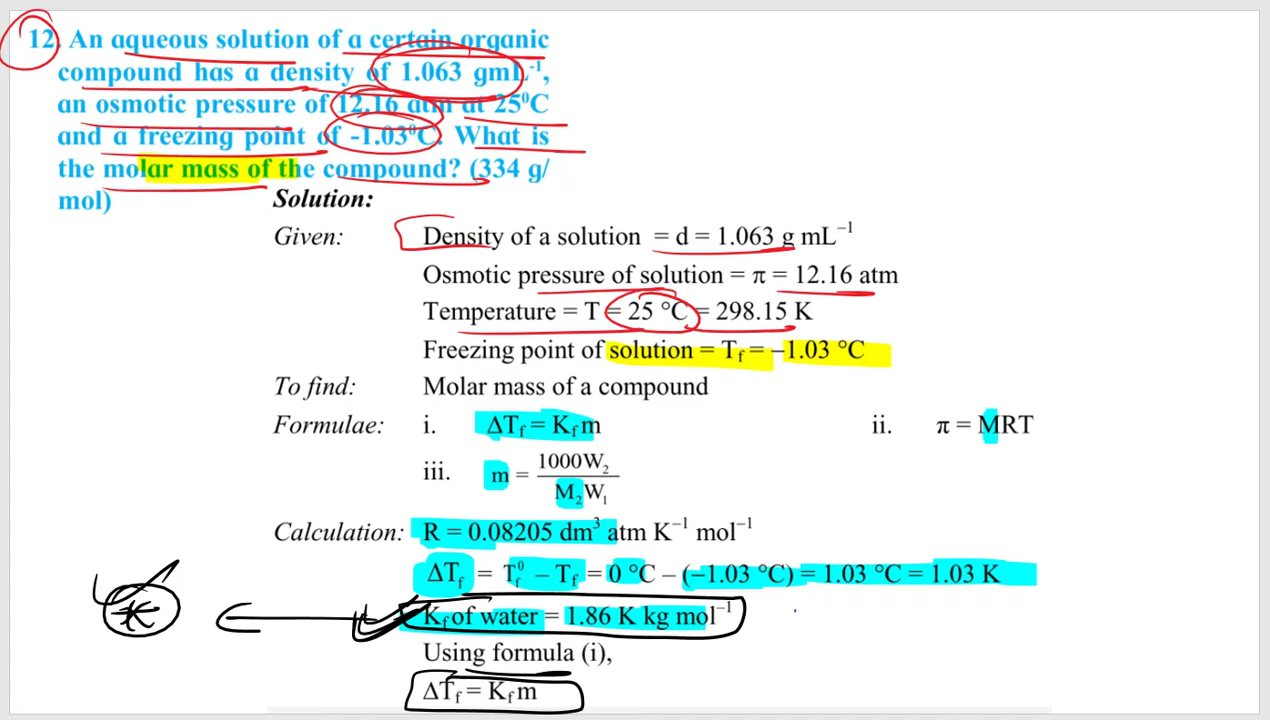 12. An aqueous solution of a certain organic
compound has a density of 1.063 gmL⁻¹,
an osmotic pressure of 12.16 atm at 25⁰C
and a freezing point of -1.03⁰C. What is
the molar mass of the compound? (334 g/
mol)
Solution:
Given: Density of a solution = d = 1.063 g mL⁻¹
Osmotic pressure of solution = π = 12.16 atm
Temperature = T = 25 °C = 298.15 K
Freezing point of solution = T_f = –1.03 °C
To find: Molar mass of a compound
Formulae: i. ΔT_f = K_f m ii. π = MRT
iii. m = 1000W₂ / M₂W₁
Calculation: R = 0.08205 dm³ atm K⁻¹ mol⁻¹
ΔT_f = T_f⁰ – T_f = 0 °C – (–1.03 °C) = 1.03 °C = 1.03 K
K_f of water = 1.86 K kg mol⁻¹
Using formula (i),
ΔT_f = K_f m